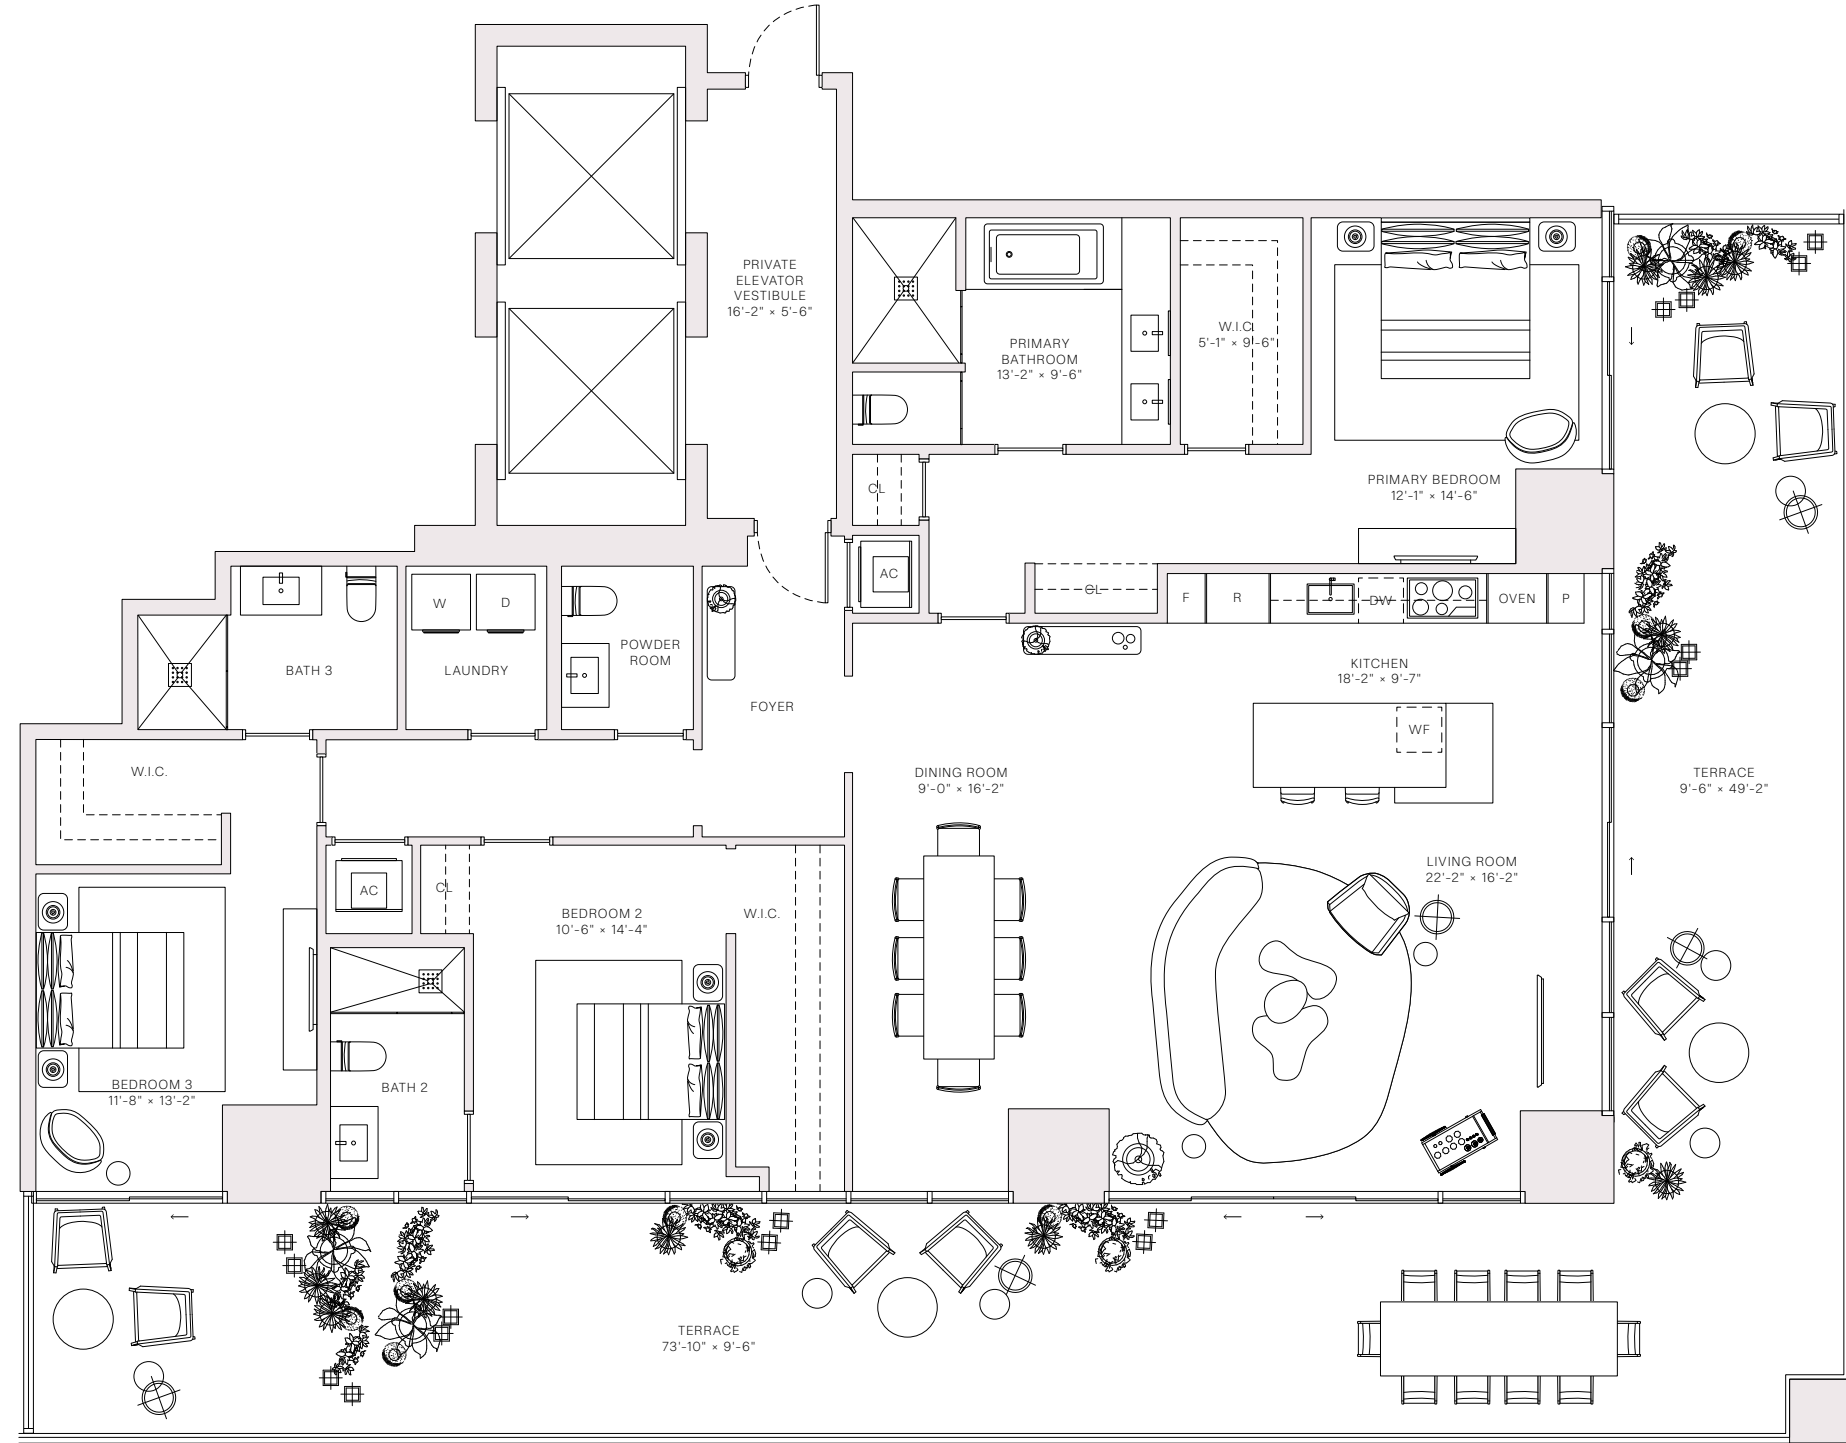 PRIVATE
ELEVATOR
VESTIBULE
16'-2" × 5'-6"
PRIMARY
BATHROOM
13'-2" × 9'-6"
W.I.C.
5'-1" × 9'-6"
PRIMARY BEDROOM
12'-1" × 14'-6"
CL
AC
CL
F
R
DW
OVEN
P
W
D
BATH 3
LAUNDRY
POWDER
ROOM
FOYER
KITCHEN
18'-2" × 9'-7"
WF
W.I.C.
DINING ROOM
9'-0" × 16'-2"
TERRACE
9'-6" × 49'-2"
LIVING ROOM
22'-2" × 16'-2"
AC
CL
BEDROOM 2
10'-6" × 14'-4"
W.I.C.
BEDROOM 3
11'-8" × 13'-2"
BATH 2
TERRACE
73'-10" × 9'-6"